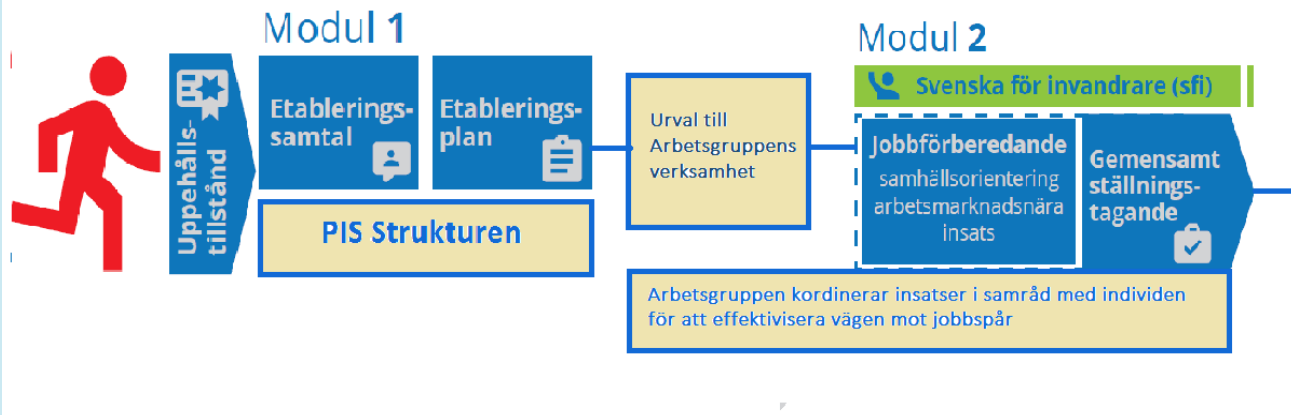 Modul 1
Uppehålls-
tillstånd
Etablerings-
samtal
Etablerings-
plan
PIS Strukturen
Urval till
Arbetsgruppens
verksamhet
Modul 2
Svenska för invandrare (sfi)
Jobbförberedande
samhällsorientering
arbetsmarknadsnära
insats
Gemensamt
ställnings-
tagande
Arbetsgruppen kordinerar insatser i samråd med individen
för att effektivisera vägen mot jobbspår